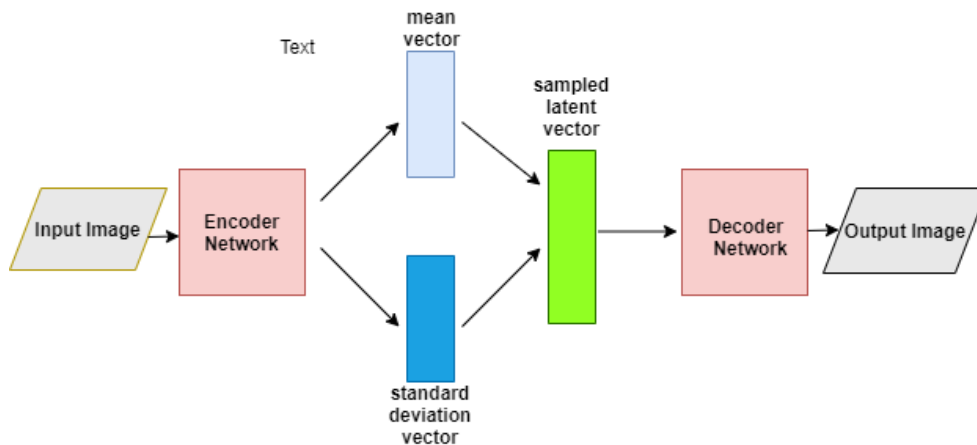 mean
vector
Text
sampled
latent
vector
Input Image
Encoder
Network
Decoder
Network
Output Image
standard
deviation
vector